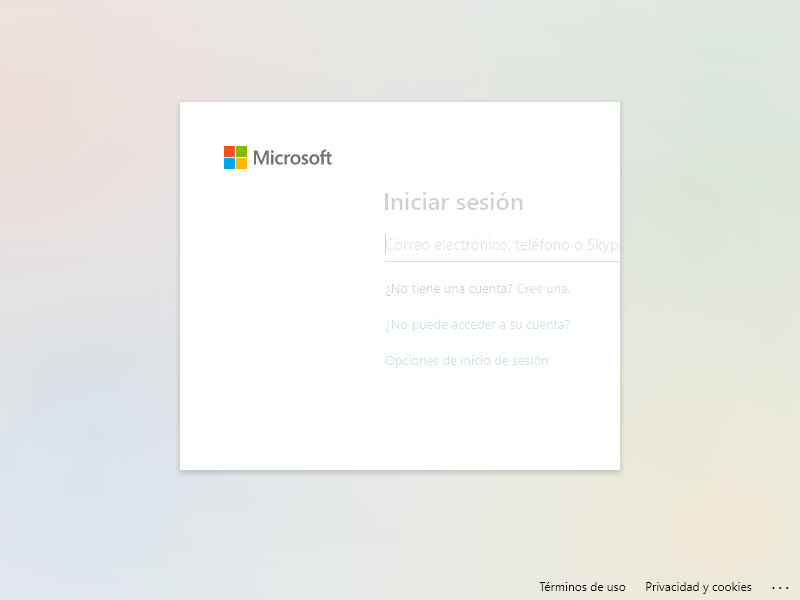 Microsoft
Iniciar sesión
Correo electrónico, teléfono o Skyp
¿No tiene una cuenta? Cree una.
¿No puede acceder a su cuenta?
Opciones de inicio de sesión
Términos de uso Privacidad y cookies ...